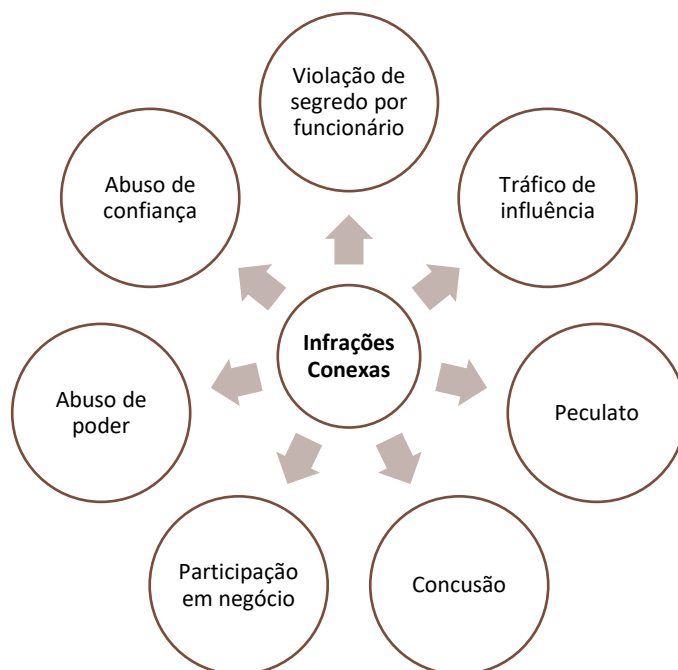 Violação de
segredo por
funcionário
Tráfico de
influência
Peculato
Concusão
Participação
em negócio
Abuso de
poder
Abuso de
confiança
Infrações
Conexas